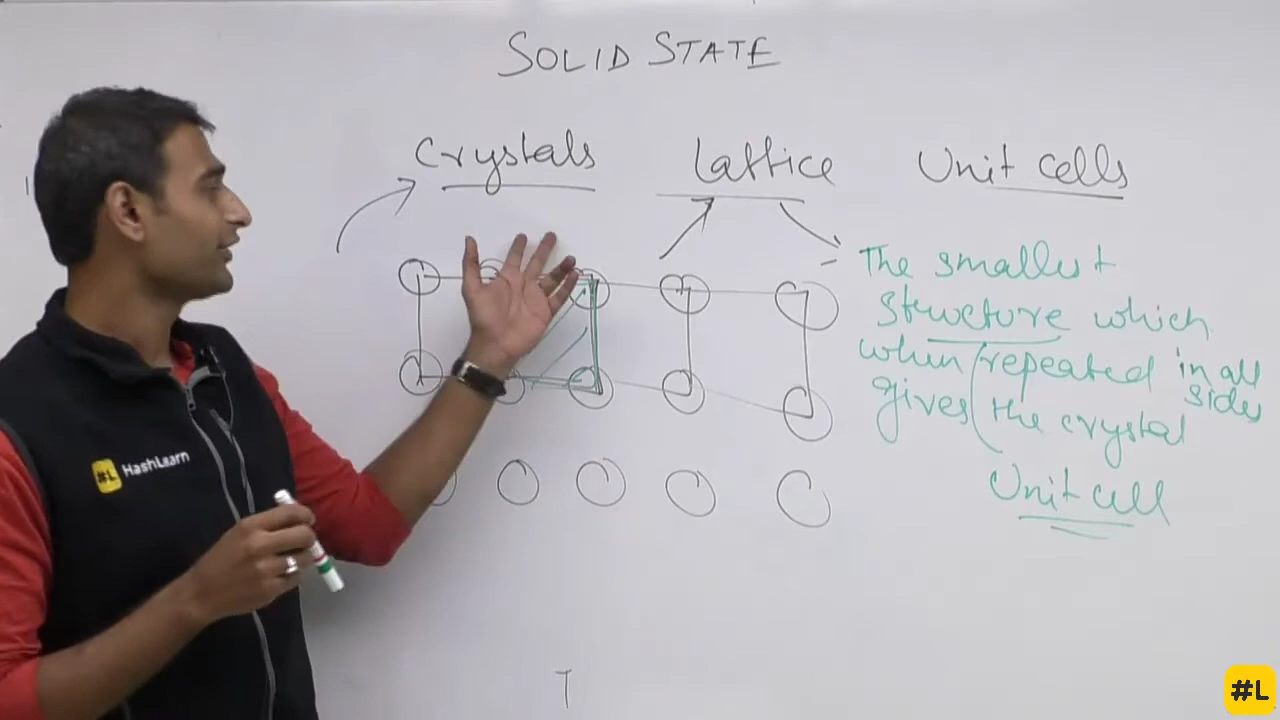 SOLID STATE
Crystals Lattice Unit cells
The smallest
structure which
when repeated in all
sides
gives the crystal
Unit cell
#L HashLearn
T
#L